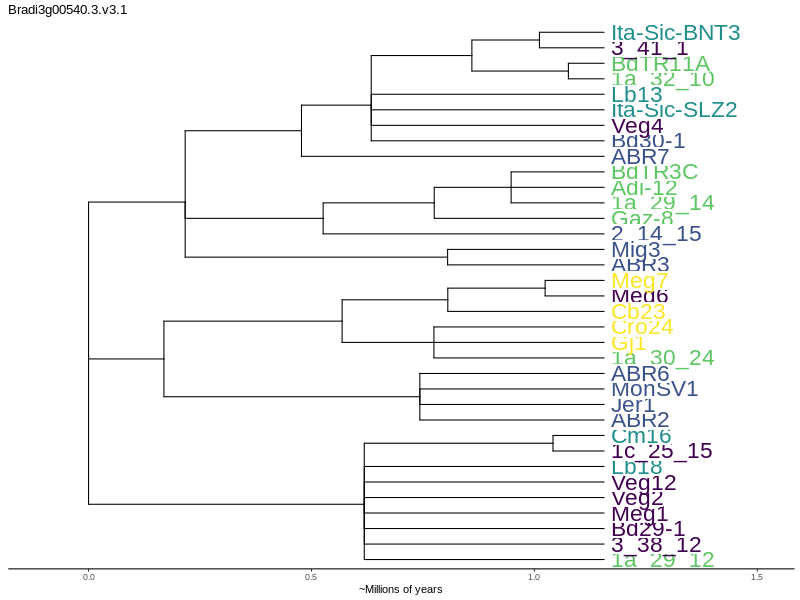 Bradi3g00540.3.v3.1
Ita-Sic-BNT3
3_41_1
BdTR11A
1a_32_10
Lb13
Ita-Sic-SLZ2
Veg4
Bd30-1
ABR7
BdTR3C
Adi-12
1a_29_14
Gaz-8
2_14_15
Mig3
ABR3
Meg7
Med6
Cb23
Cro24
Gj1
1a_30_24
ABR6
MonSV1
Jer1
ABR2
Cm16
1c_25_15
Lb18
Veg12
Veg2
Meg1
Bd29-1
3_38_12
1a_29_12
0.0 0.5 1.0 1.5
~Millions of years